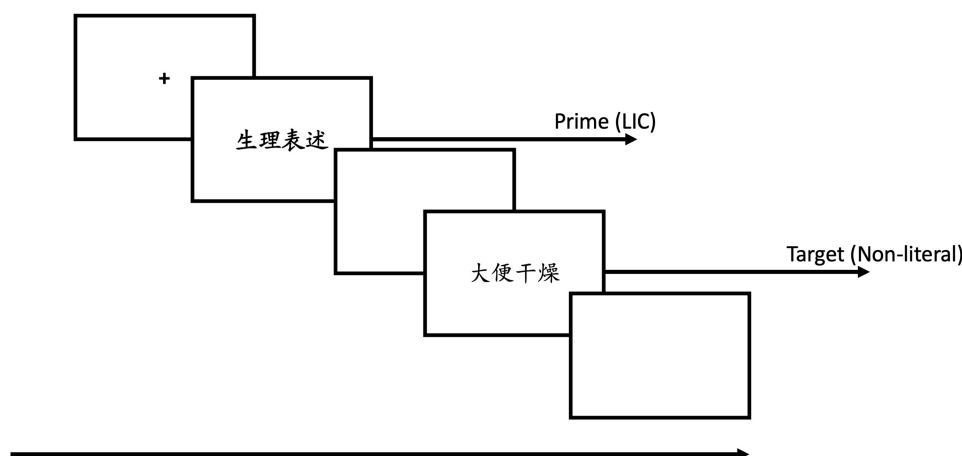 +
生理表述
Prime (LIC)
大便干燥
Target (Non-literal)